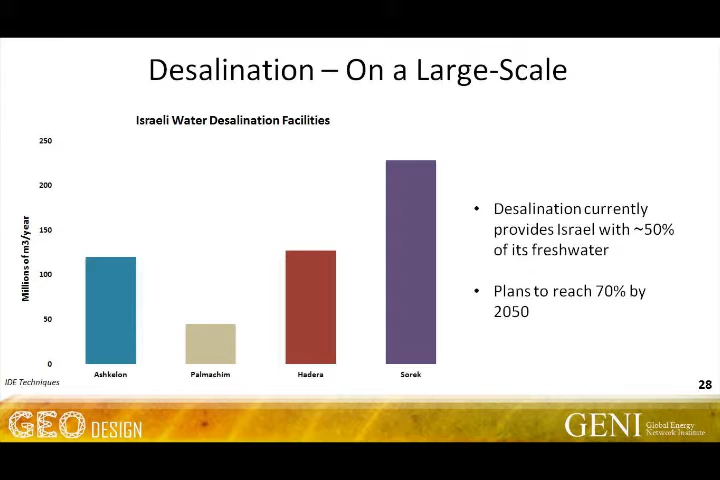 Desalination – On a Large-Scale
Israeli Water Desalination Facilities
250
200
150
100
50
0
Millions of m3/year
Ashkelon
Palmachim
Hadera
Sorek
• Desalination currently
provides Israel with ~50%
of its freshwater
• Plans to reach 70% by
2050
IDE Techniques
28
GEO DESIGN
GENI Global Energy
Network Institute